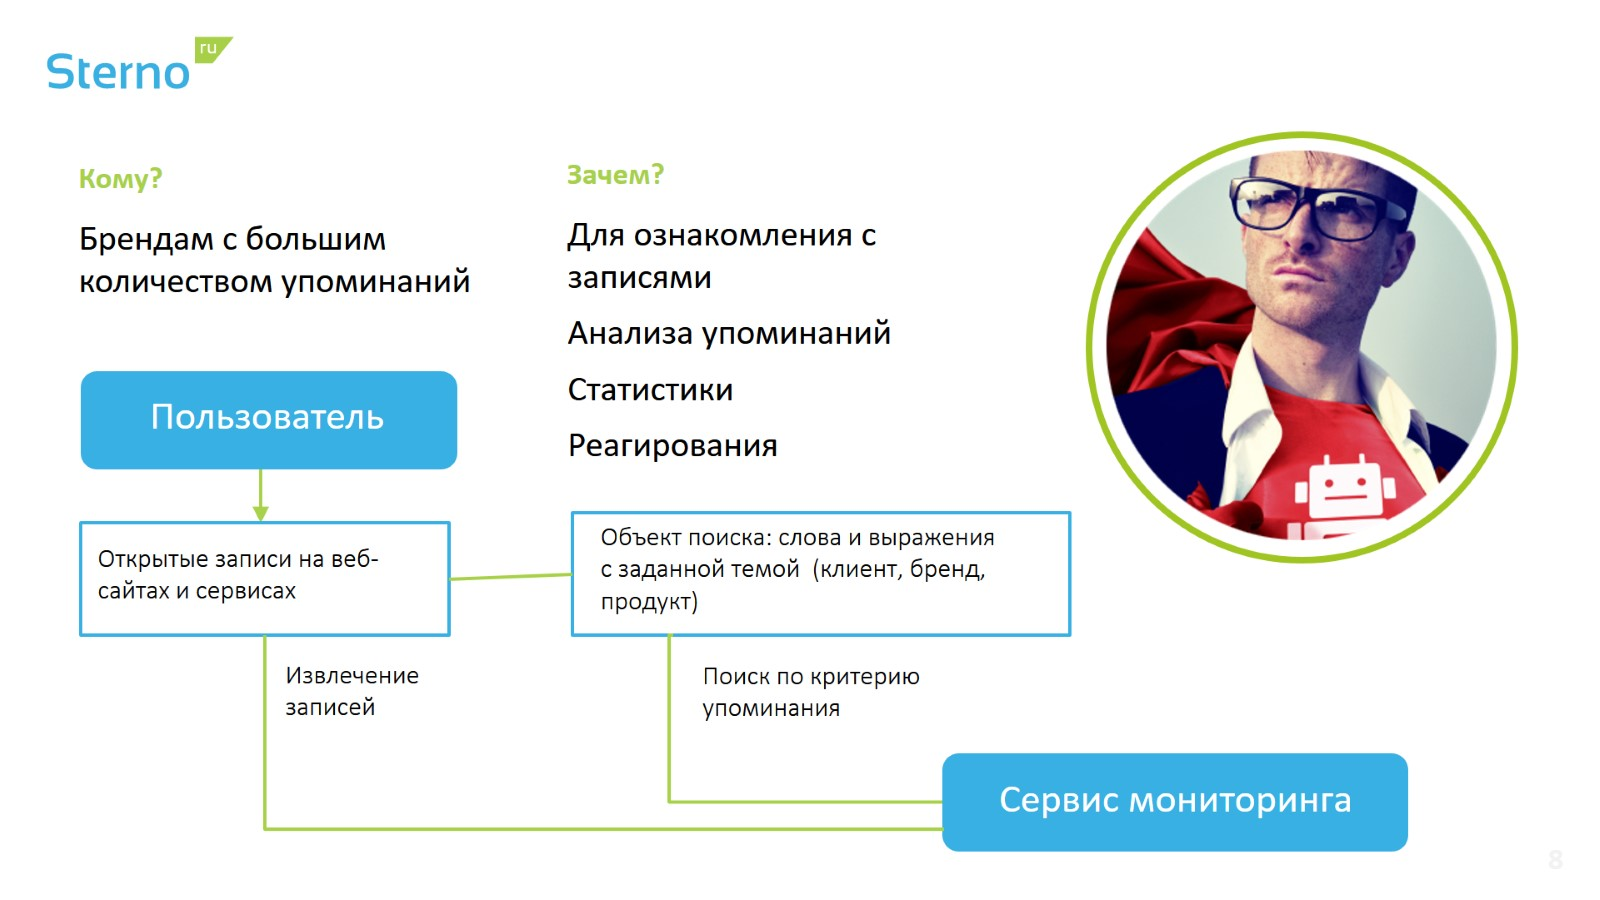 Sterno
ru
Кому?
Брендам с большим
количеством упоминаний
Зачем?
Для ознакомления с
записями
Анализа упоминаний
Статистики
Реагирования
Пользователь
Открытые записи на веб-
сайтах и сервисах
Объект поиска: слова и выражения
с заданной темой (клиент, бренд,
продукт)
Извлечение
записей
Поиск по критерию
упоминания
Сервис мониторинга
8